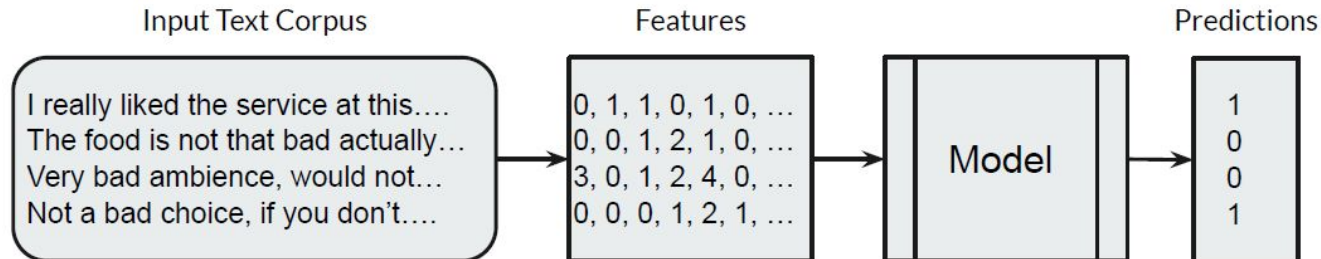 Input Text Corpus
Features
Predictions
I really liked the service at this....
The food is not that bad actually...
Very bad ambience, would not...
Not a bad choice, if you don't....
0, 1, 1, 0, 1, 0, ...
0, 0, 1, 2, 1, 0, ...
3, 0, 1, 2, 4, 0, ...
0, 0, 0, 1, 2, 1, ...
Model
1
0
0
1